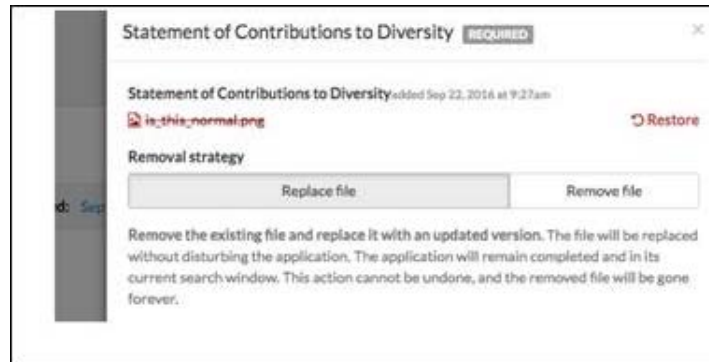 Statement of Contributions to Diversity REQUIRED ×
Statement of Contributions to Diversity added Sep 22, 2016 at 9:27am
is_this_normal.png Restore
Removal strategy
Replace file Remove file
d: Sep
Remove the existing file and replace it with an updated version. The file will be replaced
without disturbing the application. The application will remain completed and in its
current search window. This action cannot be undone, and the removed file will be gone
forever.